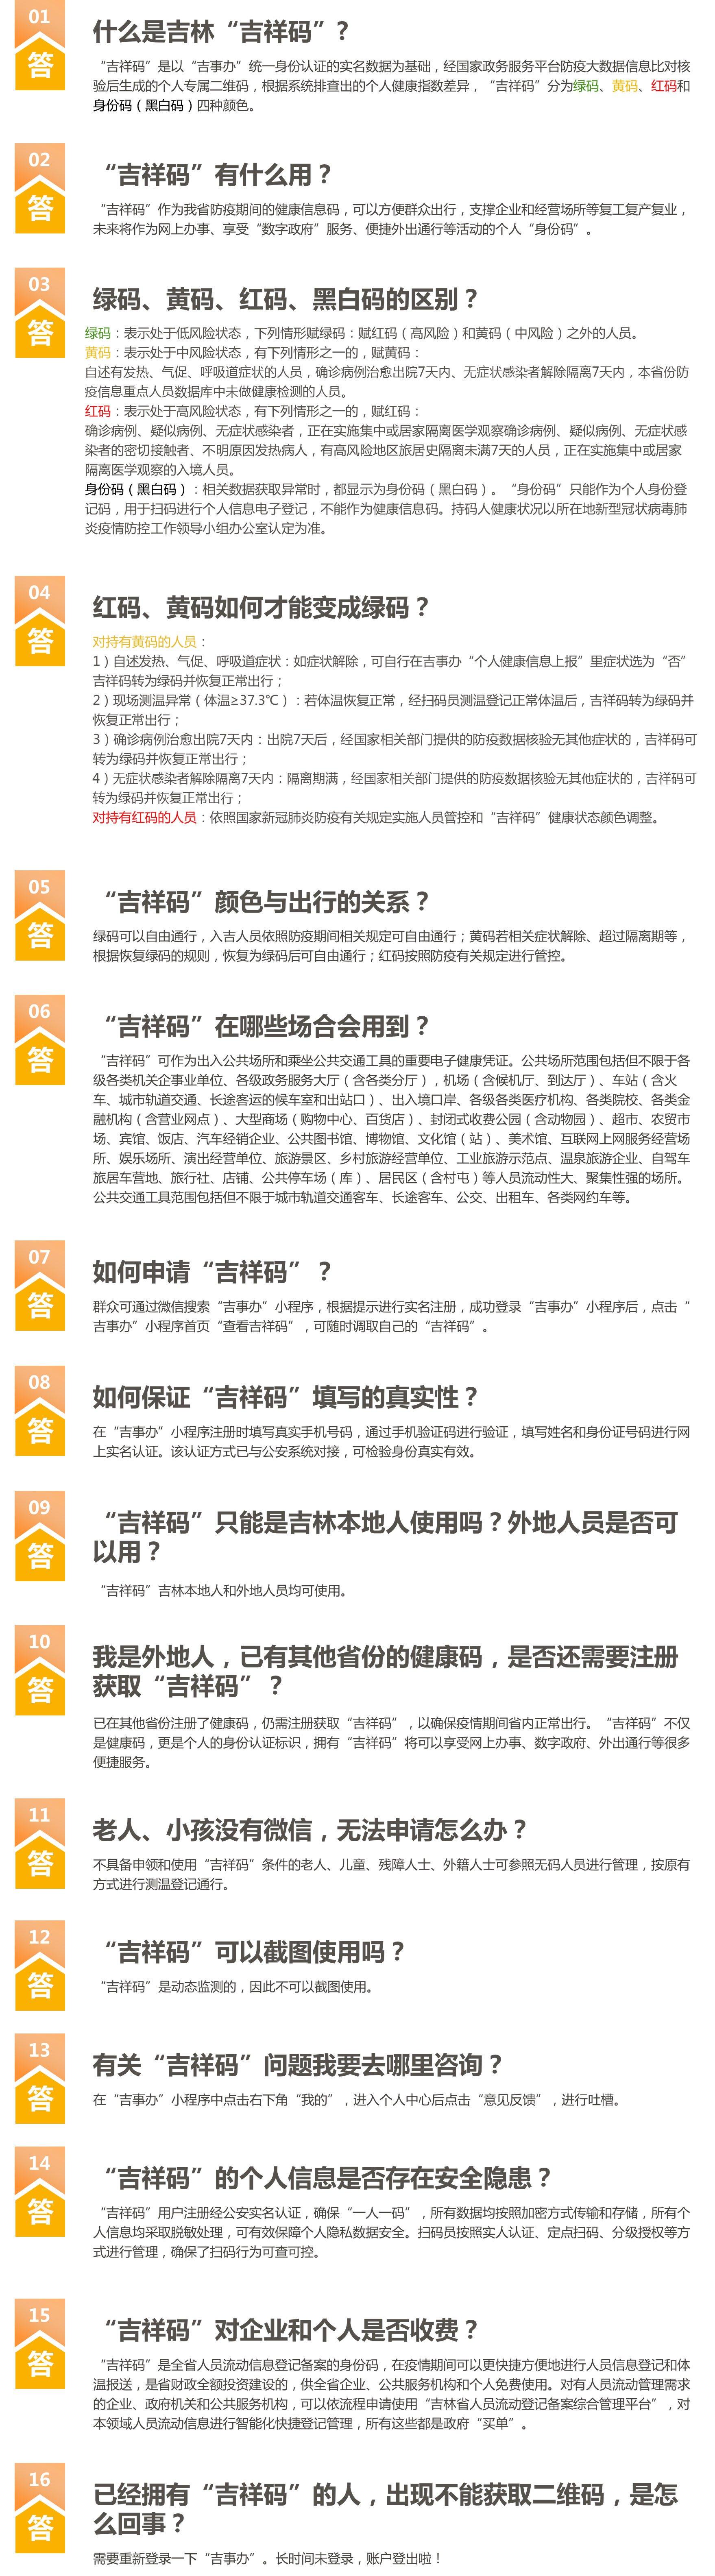 01
答
什么是吉林“吉祥码”?
“吉祥码”是以“吉事办”统一身份认证的实名数据为基础，经国家政务服务平台防疫大数据信息比对核
验后生成的个人专属二维码，根据系统排查出的个人健康指数差异，“吉祥码”分为绿码、黄码、红码和
身份码（黑白码）四种颜色。
02
答
“吉祥码”有什么用？
“吉祥码”作为我省防疫期间的健康信息码，可以方便群众出行，支撑企业和经营场所等复工复产复业，
未来将作为网上办事、享受“数字政府”服务、便捷外出通行等活动的个人“身份码”。
03
答
绿码、黄码、红码、黑白码的区别？
绿码：表示处于低风险状态，下列情形赋绿码：赋红码（高风险）和黄码（中风险）之外的人员。
黄码：表示处于中风险状态，有下列情形之一的，赋黄码：
自述有发热、气促、呼吸道症状的人员，确诊病例治愈出院7天内、无症状感染者解除隔离7天内，本省份防
疫信息重点人员数据库中未做健康检测的人员。
红码：表示处于高风险状态，有下列情形之一的，赋红码：
确诊病例、疑似病例、无症状感染者，正在实施集中或居家隔离医学观察确诊病例、疑似病例、无症状感
染者的密切接触者、不明原因发热病人，有高风险地区旅居史隔离未满7天的人员，正在实施集中或居家
隔离医学观察的入境人员。
身份码（黑白码）：相关数据获取异常时，都显示为身份码（黑白码）。“身份码”只能作为个人身份登
记码，用于扫码进行个人信息电子登记，不能作为健康信息码。持码人健康状况以所在地新型冠状病毒肺
炎疫情防控工作领导小组办公室认定为准。
04
答
红码、黄码如何才能变成绿码？
对持有黄码的人员：
1）自述发热、气促、呼吸道症状：如症状解除，可自行在吉事办“个人健康信息上报”里症状选为“否”
吉祥码转为绿码并恢复正常出行；
2）现场测温异常（体温≥37.3℃）：若体温恢复正常，经扫码员测温登记正常体温后，吉祥码转为绿码并
恢复正常出行；
3）确诊病例治愈出院7天内：出院7天后，经国家相关部门提供的防疫数据核验无其他症状的，吉祥码可
转为绿码并恢复正常出行；
4）无症状感染者解除隔离7天内：隔离期满，经国家相关部门提供的防疫数据核验无其他症状的，吉祥码可
转为绿码并恢复正常出行；
对持有红码的人员：依照国家新冠肺炎防疫有关规定实施人员管控和“吉祥码”健康状态颜色调整。
05
答
“吉祥码”颜色与出行的关系？
绿码可以自由通行，入吉人员依照防疫期间相关规定可自由通行；黄码若相关症状解除、超过隔离期等，
根据恢复绿码的规则，恢复为绿码后可自由通行；红码按照防疫有关规定进行管控。
06
答
“吉祥码”在哪些场合会用到？
“吉祥码”可作为出入公共场所和乘坐公共交通工具的重要电子健康凭证。公共场所范围包括但不限于各
级各类机关企事业单位、各级政务服务大厅（含各类分厅），机场（含候机厅、到达厅）、车站（含火
车、城市轨道交通、长途客运的候车室和出站口）、出入境口岸、各级各类医疗机构、各类院校、各类金
融机构（含营业网点）、大型商场（购物中心、百货店）、封闭式收费公园（含动物园）、超市、农贸市
场、宾馆、饭店、汽车经销企业、公共图书馆、博物馆、文化馆（站）、美术馆、互联网上网服务经营场
所、娱乐场所、演出经营单位、旅游景区、乡村旅游经营单位、工业旅游示范点、温泉旅游企业、自驾车
旅居车营地、旅行社、店铺、公共停车场（库）、居民区（含村屯）等人员流动性大、聚集性强的场所。
公共交通工具范围包括但不限于城市轨道交通客车、长途客车、公交、出租车、各类网约车等。
07
答
如何申请“吉祥码”？
群众可通过微信搜索“吉事办”小程序，根据提示进行实名注册，成功登录“吉事办”小程序后，点击“
吉事办”小程序首页“查看吉祥码”，可随时调取自己的“吉祥码”。
08
答
如何保证“吉祥码”填写的真实性？
在“吉事办”小程序注册时填写真实手机号码，通过手机验证码进行验证，填写姓名和身份证号码进行网
上实名认证。该认证方式已与公安系统对接，可检验身份真实有效。
09
答
“吉祥码”只能是吉林本地人使用吗？外地人员是否可
以用？
“吉祥码”吉林本地人和外地人员均可使用。
10
答
我是外地人，已有其他省份的健康码，是否还需要注册
获取“吉祥码”？
已在其他省份注册了健康码，仍需注册获取“吉祥码”，以确保疫情期间省内正常出行。“吉祥码”不仅
是健康码，更是个人的身份认证标识，拥有“吉祥码”将可以享受网上办事、数字政府、外出通行等很多
便捷服务。
11
答
老人、小孩没有微信，无法申请怎么办？
不具备申领和使用“吉祥码”条件的老人、儿童、残障人士、外籍人士可参照无码人员进行管理，按原有
方式进行测温登记通行。
12
答
“吉祥码”可以截图使用吗？
“吉祥码”是动态监测的，因此不可以截图使用。
13
答
有关“吉祥码”问题我要去哪里咨询？
在“吉事办”小程序中点击右下角“我的”，进入个人中心后点击“意见反馈”，进行吐槽。
14
答
“吉祥码”的个人信息是否存在安全隐患？
“吉祥码”用户注册经公安实名认证，确保“一人一码”，所有数据均按照加密方式传输和存储，所有个
人信息均采取脱敏处理，可有效保障个人隐私数据安全。扫码员按照实人认证、定点扫码、分级授权等方
式进行管理，确保了扫码行为可查可控。
15
答
“吉祥码”对企业和个人是否收费？
“吉祥码”是全省人员流动信息登记备案的身份码，在疫情期间可以更快捷方便地进行人员信息登记和体
温报送，是省财政全额投资建设的，供全省企业、公共服务机构和个人免费使用。对有人员流动管理需求
的企业、政府机关和公共服务机构，可以依流程申请使用“吉林省人员流动登记备案综合管理平台”，对
本领域人员流动信息进行智能化快捷登记管理，所有这些都是政府“买单”。
16
答
已经拥有“吉祥码”的人，出现不能获取二维码，是怎
么回事？
需要重新登录一下“吉事办”。长时间未登录，账户登出啦！